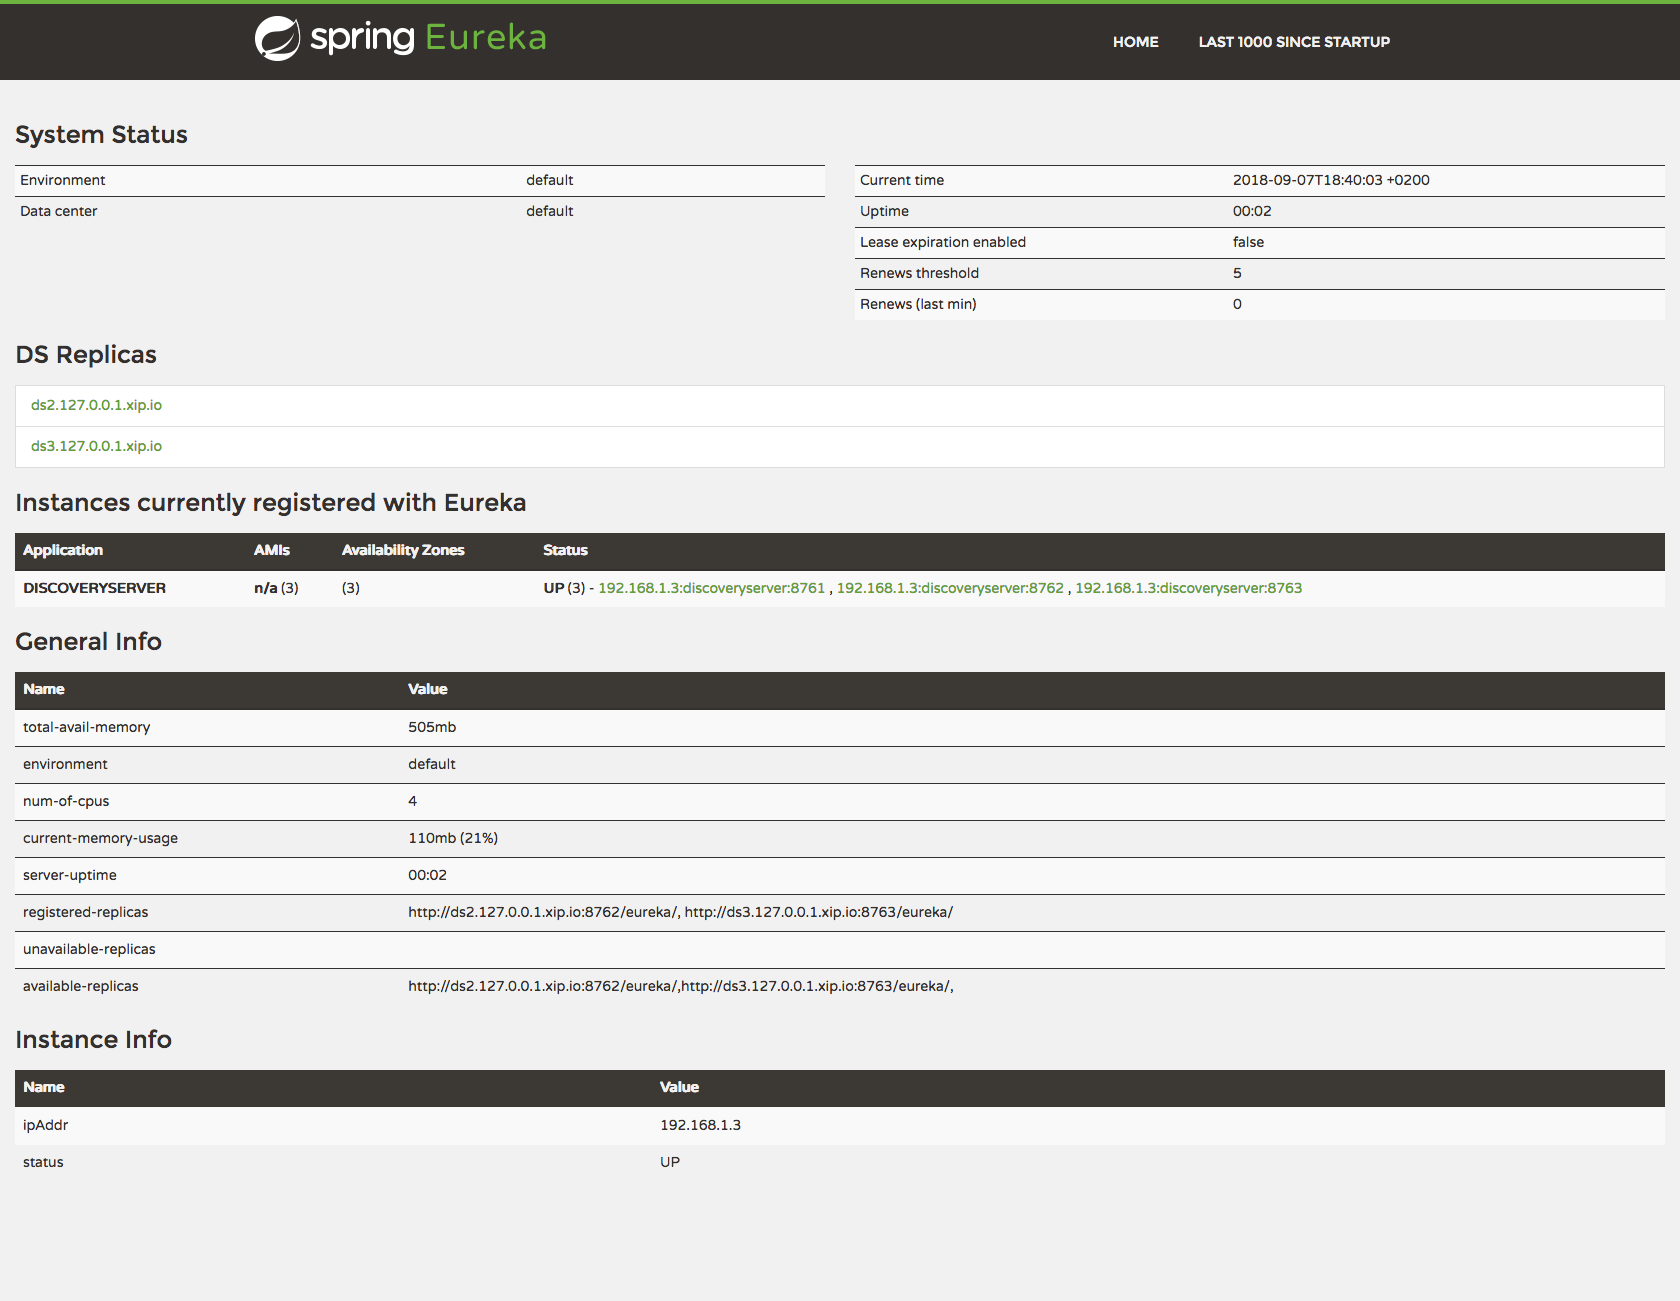 spring Eureka
HOME LAST 1000 SINCE STARTUP
System Status
Environment default
Data center default
Current time 2018-09-07T18:40:03 +0200
Uptime 00:02
Lease expiration enabled false
Renews threshold 5
Renews (last min) 0
DS Replicas
ds2.127.0.0.1.xip.io
ds3.127.0.0.1.xip.io
Instances currently registered with Eureka
Application AMIs Availability Zones Status
DISCOVERYSERVER n/a (3) (3) UP (3) - 192.168.1.3:discoveryserver:8761 , 192.168.1.3:discoveryserver:8762 , 192.168.1.3:discoveryserver:8763
General Info
Name Value
total-avail-memory 505mb
environment default
num-of-cpus 4
current-memory-usage 110mb (21%)
server-uptime 00:02
registered-replicas http://ds2.127.0.0.1.xip.io:8762/eureka/, http://ds3.127.0.0.1.xip.io:8763/eureka/
unavailable-replicas
available-replicas http://ds2.127.0.0.1.xip.io:8762/eureka/,http://ds3.127.0.0.1.xip.io:8763/eureka/,
Instance Info
Name Value
ipAddr 192.168.1.3
status UP